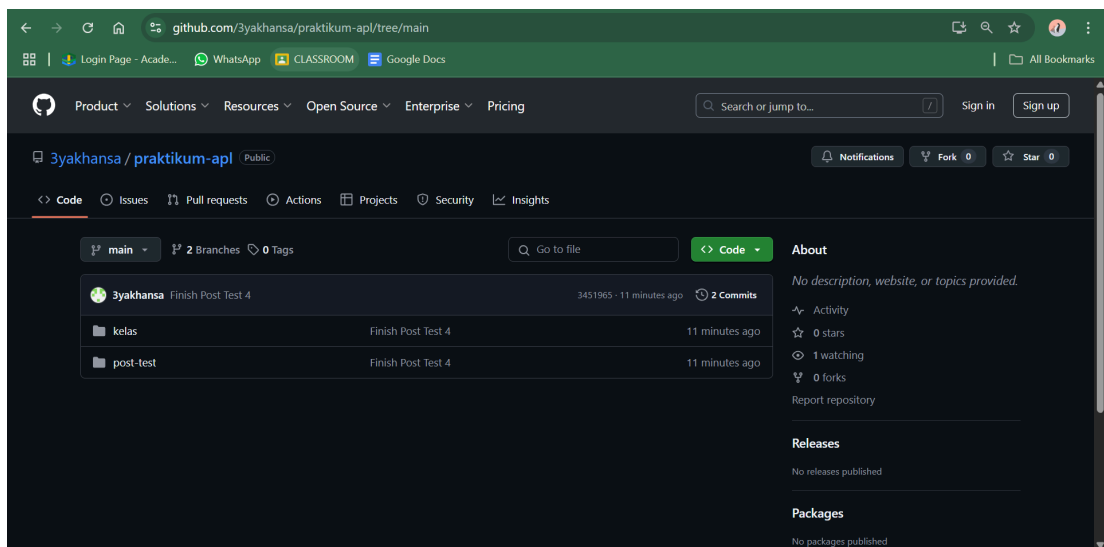 github.com/3yakhansa/praktikum-apl/tree/main
Login Page - Acade... WhatsApp CLASSROOM Google Docs All Bookmarks
Product Solutions Resources Open Source Enterprise Pricing Search or jump to... / Sign in Sign up
3yakhansa / praktikum-apl Public Notifications Fork 0 Star 0
Code Issues Pull requests Actions Projects Security Insights
main 2 Branches 0 Tags Go to file Code About
No description, website, or topics provided.
3yakhansa Finish Post Test 4 3451965 · 11 minutes ago 2 Commits
Activity
kelas Finish Post Test 4 11 minutes ago
0 stars
1 watching
post-test Finish Post Test 4 11 minutes ago
0 forks
Report repository
Releases
No releases published
Packages
No packages published